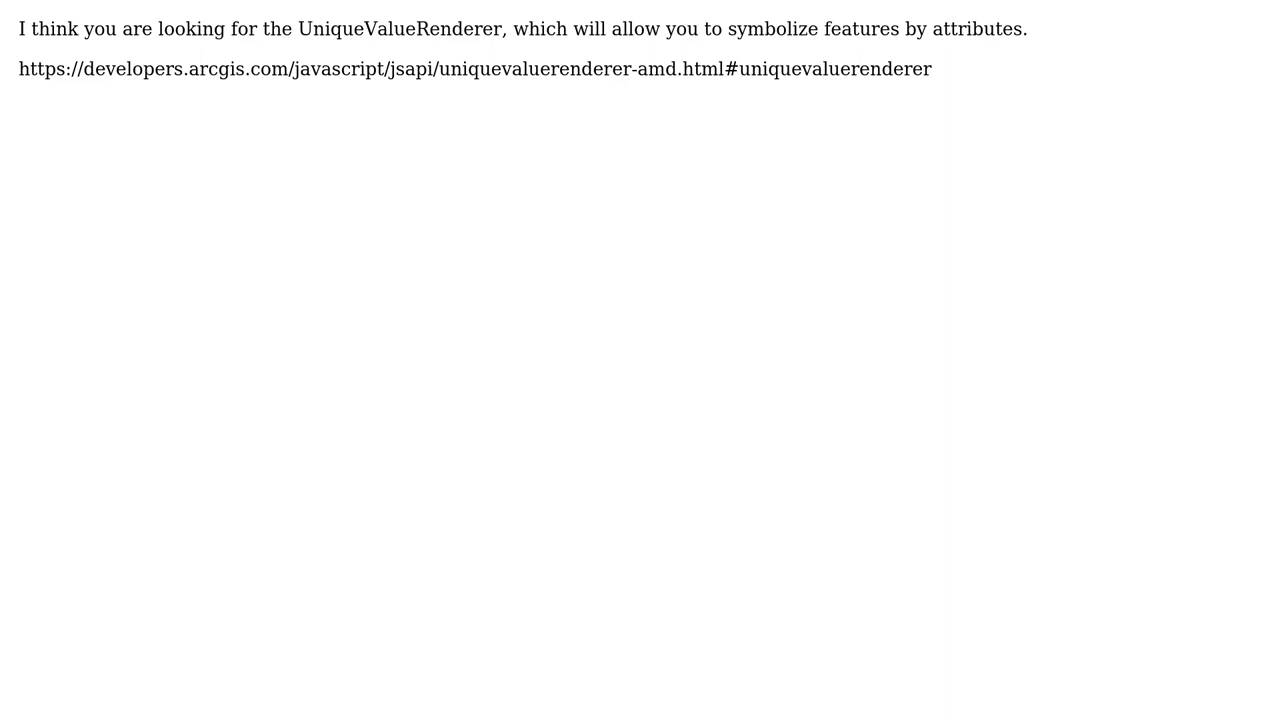 I think you are looking for the UniqueValueRenderer, which will allow you to symbolize features by attributes.
https://developers.arcgis.com/javascript/jsapi/uniquevaluerenderer-amd.html#uniquevaluerenderer